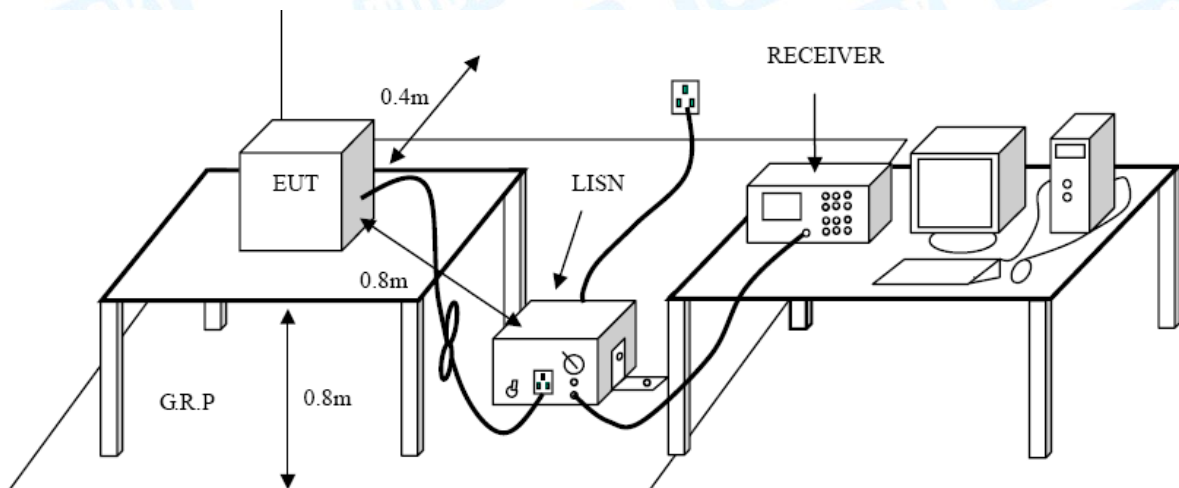 RECEIVER
0.4m
EUT
LISN
0.8m
G.R.P
0.8m